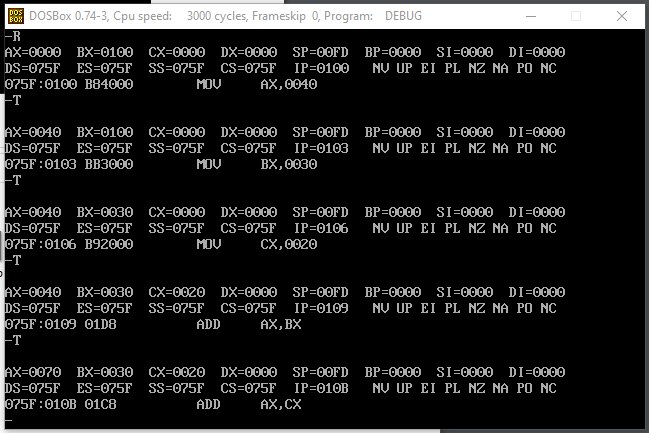 DOSBox 0.74-3, Cpu speed: 3000 cycles, Frameskip 0, Program: DEBUG
-R
AX=0000 BX=0100 CX=0000 DX=0000 SP=00FD BP=0000 SI=0000 DI=0000
DS=075F ES=075F SS=075F CS=075F IP=0100 NV UP EI PL NZ NA PO NC
075F:0100 B84000 MOV AX,0040
-T
AX=0040 BX=0100 CX=0000 DX=0000 SP=00FD BP=0000 SI=0000 DI=0000
DS=075F ES=075F SS=075F CS=075F IP=0103 NV UP EI PL NZ NA PO NC
075F:0103 BB3000 MOV BX,0030
-T
AX=0040 BX=0030 CX=0000 DX=0000 SP=00FD BP=0000 SI=0000 DI=0000
DS=075F ES=075F SS=075F CS=075F IP=0106 NV UP EI PL NZ NA PO NC
075F:0106 B92000 MOV CX,0020
-T
AX=0040 BX=0030 CX=0020 DX=0000 SP=00FD BP=0000 SI=0000 DI=0000
DS=075F ES=075F SS=075F CS=075F IP=0109 NV UP EI PL NZ NA PO NC
075F:0109 01D8 ADD AX,BX
-T
AX=0070 BX=0030 CX=0020 DX=0000 SP=00FD BP=0000 SI=0000 DI=0000
DS=075F ES=075F SS=075F CS=075F IP=010B NV UP EI PL NZ NA PO NC
075F:010B 01C8 ADD AX,CX
-